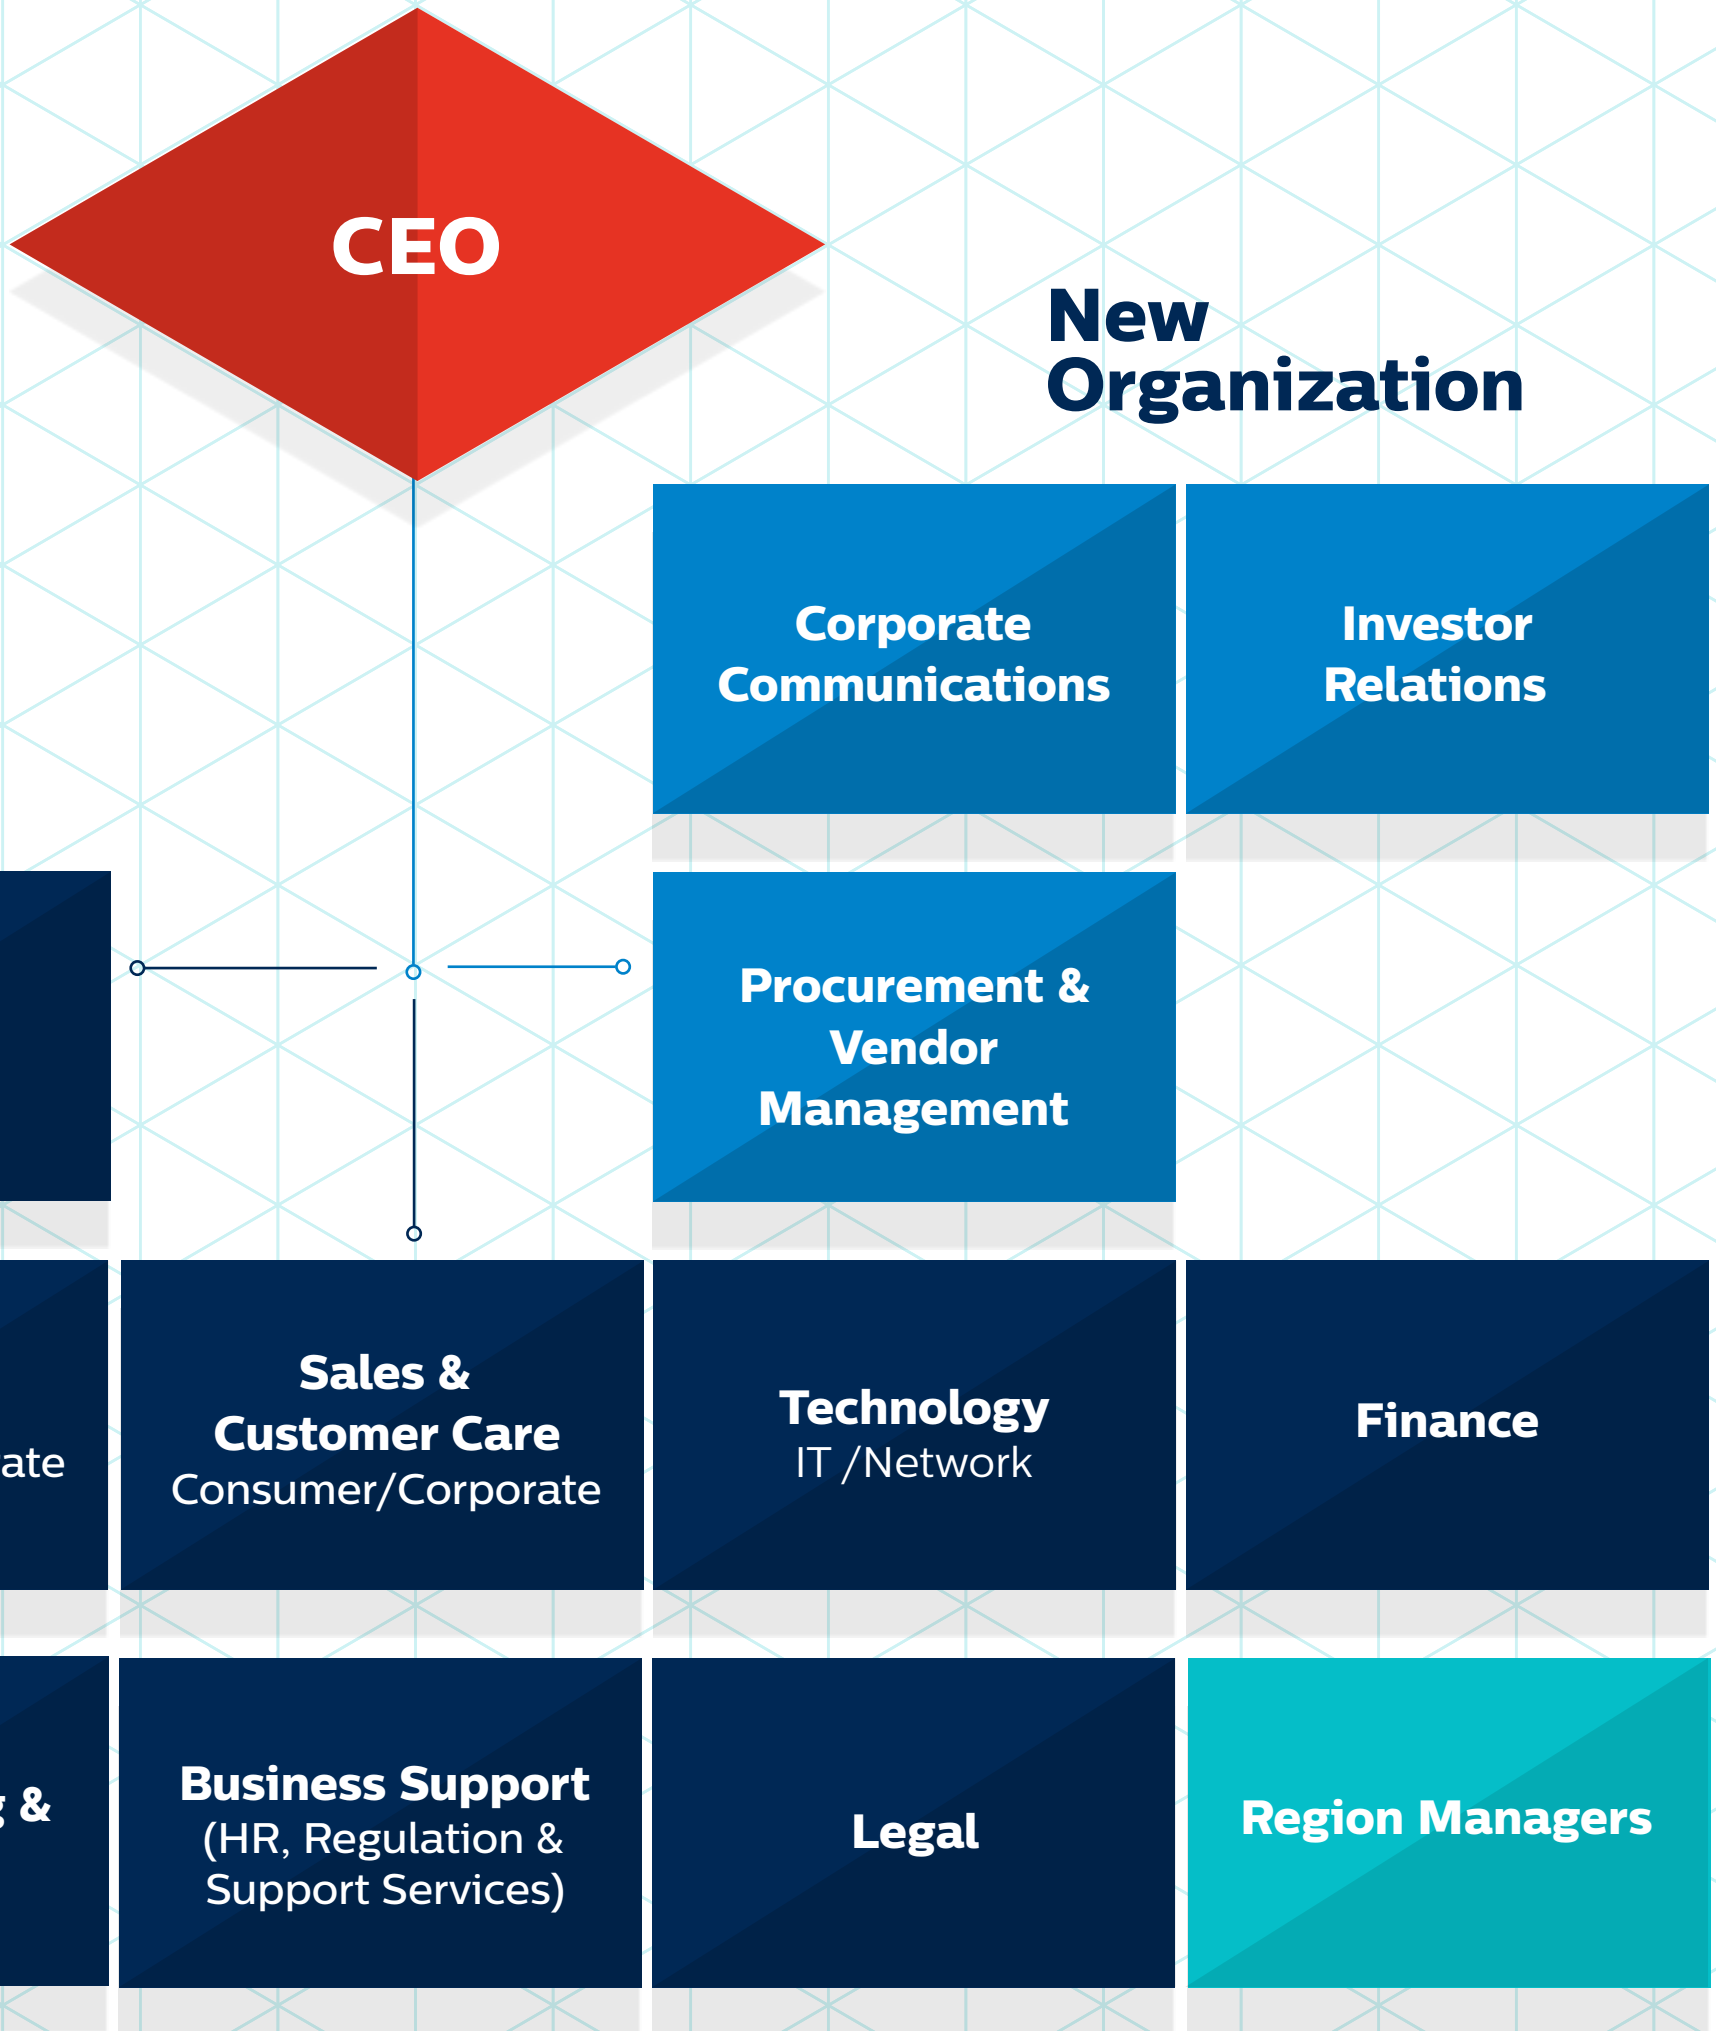 CEO
New
Organization
Corporate
Communications
Investor
Relations
Procurement &
Vendor
Management
ate
Sales &
Customer Care
Consumer/Corporate
Technology
IT /Network
Finance
&
Business Support
(HR, Regulation &
Support Services)
Legal
Region Managers